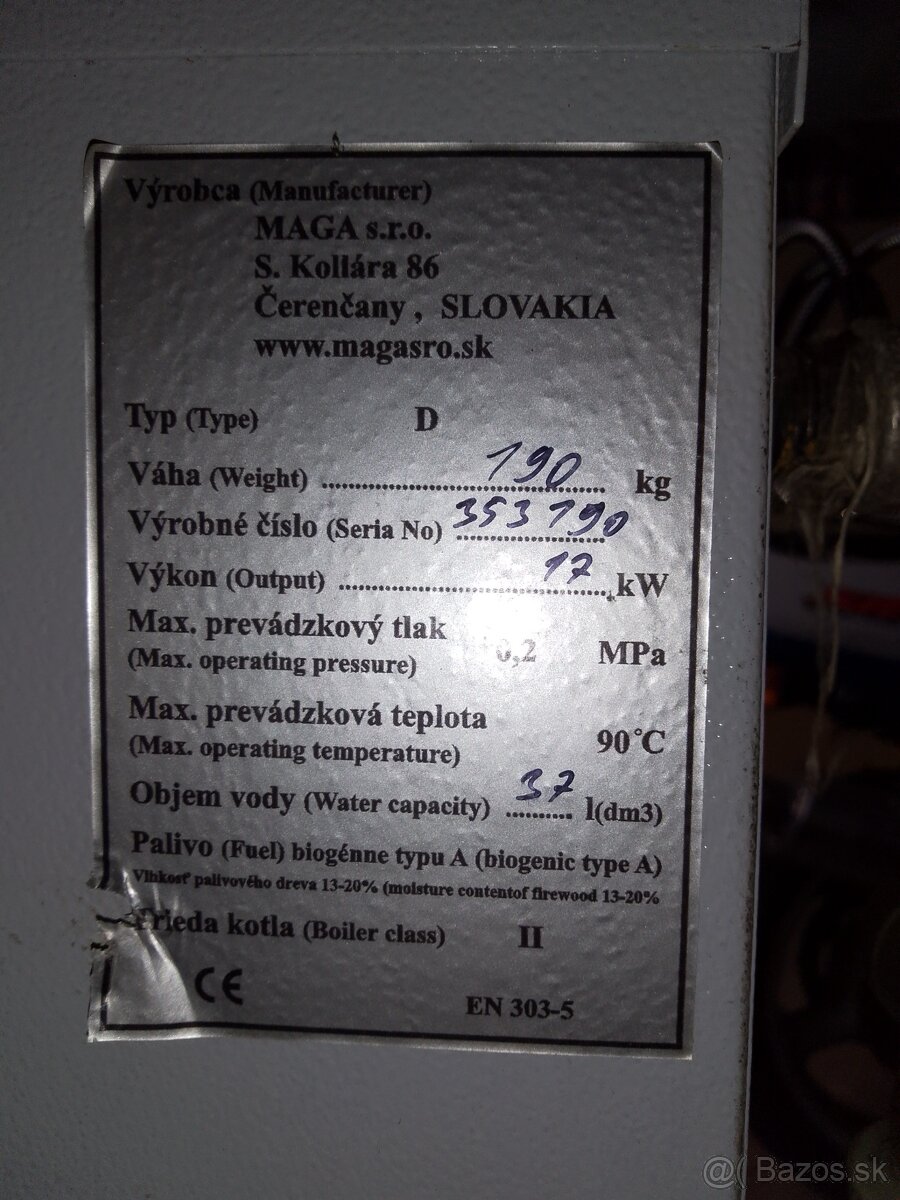 Výrobca (Manufacturer)
MAGA s.r.o.
S. Kollára 86
Čerenčany , SLOVAKIA
www.magasro.sk
Typ (Type) D
Váha (Weight) 190 kg
Výrobné číslo (Seria No) 353190
Výkon (Output) 17 kW
Max. prevádzkový tlak
(Max. operating pressure) 0,2 MPa
Max. prevádzková teplota
(Max. operating temperature) 90°C
Objem vody (Water capacity) 37 l(dm3)
Palivo (Fuel) biogénne typu A (biogenic type A)
Vlhkosť palivového dreva 13-20% (moisture contentof firewood 13-20%
Trieda kotla (Boiler class) II
CE EN 303-5
@( Bazos.sk